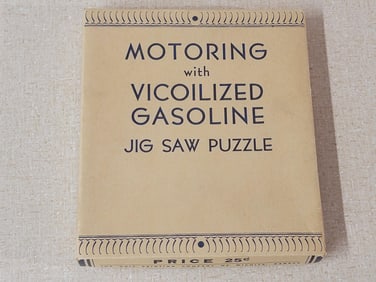 MOTORING
with
VICOILIZED
GASOLINE
JIG SAW PUZZLE
PRICE 25¢